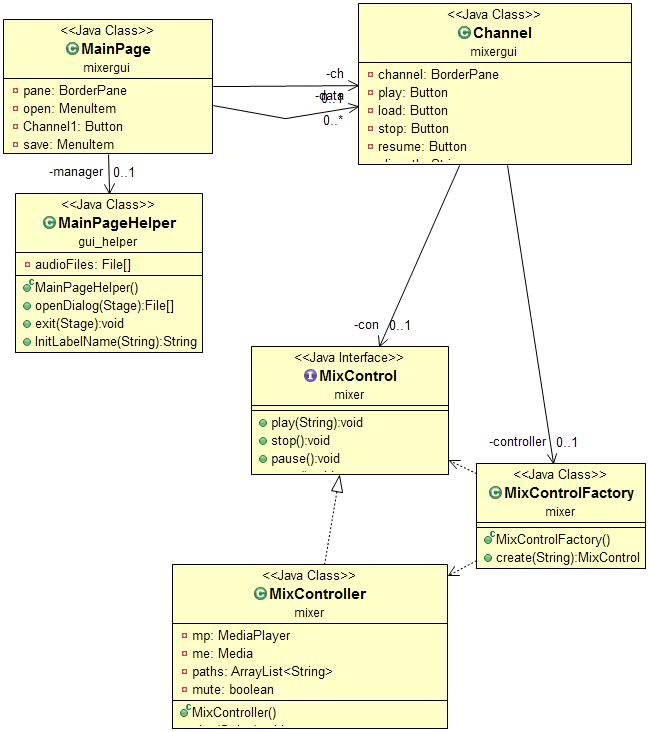 <<Java Class>>
MainPage
mixergui
pane: BorderPane
open: MenuItem
Channel1: Button
save: MenuItem
-ch
0..1
-data
0..*
<<Java Class>>
Channel
mixergui
channel: BorderPane
play: Button
load: Button
stop: Button
resume: Button
-manager 0..1
<<Java Class>>
MainPageHelper
gui_helper
audioFiles: File[]
MainPageHelper()
openDialog(Stage):File[]
exit(Stage):void
InitLabelName(String):String
-con 0..1
<<Java Interface>>
MixControl
mixer
play(String):void
stop():void
pause():void
-controller 0..1
<<Java Class>>
MixControlFactory
mixer
MixControlFactory()
create(String):MixControl
<<Java Class>>
MixController
mixer
mp: MediaPlayer
me: Media
paths: ArrayList<String>
mute: boolean
MixController()